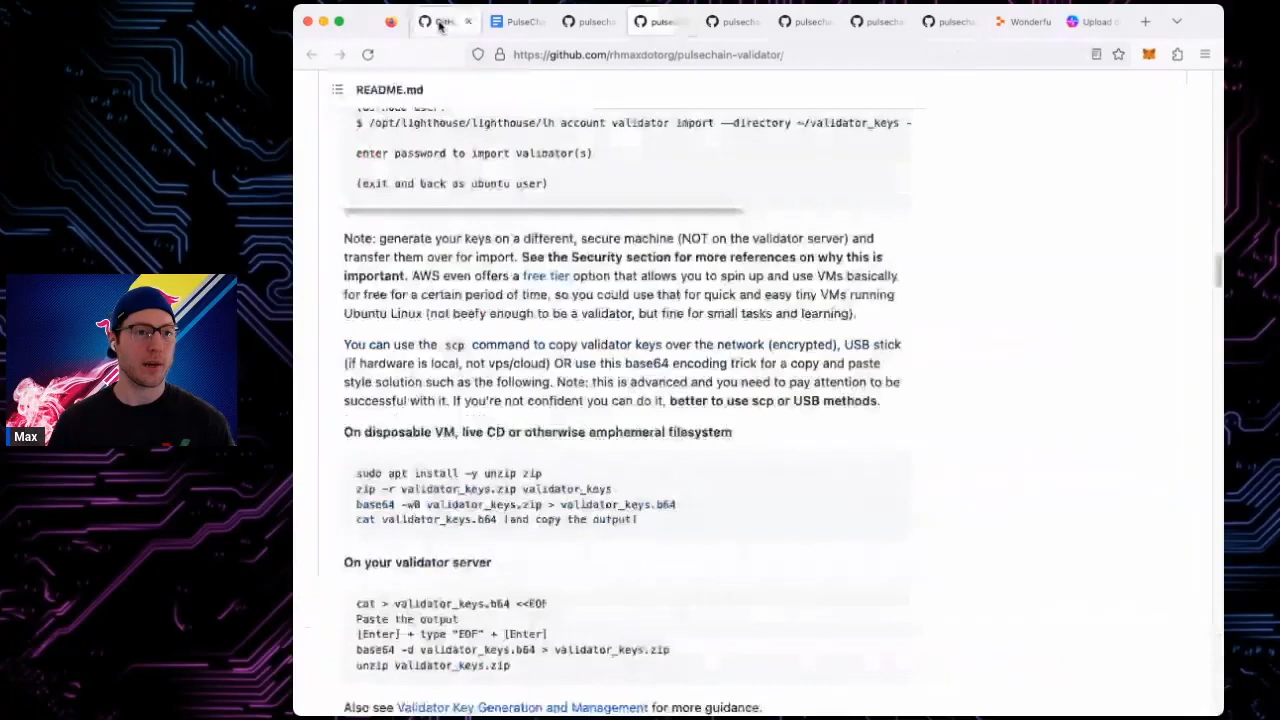 GitH
PulseCha
pulsecha
pulse
pulsecha
pulsecha
pulsecha
pulsecha
Wonderfu
Upload d
https://github.com/rhmaxdotorg/pulsechain-validator/
README.md
$ /opt/lighthouse/lighthouse/lh account validator import --directory ~/validator_keys -
enter password to import validator(s)
(exit and back as ubuntu user)
Note: generate your keys on a different, secure machine (NOT on the validator server) and
transfer them over for import. See the Security section for more references on why this is
important. AWS even offers a free tier option that allows you to spin up and use VMs basically
for free for a certain period of time, so you could use that for quick and easy tiny VMs running
Ubuntu Linux (not beefy enough to be a validator, but fine for small tasks and learning).
You can use the scp command to copy validator keys over the network (encrypted), USB stick
(if hardware is local, not vps/cloud) OR use this base64 encoding trick for a copy and paste
style solution such as the following. Note: this is advanced and you need to pay attention to be
successful with it. If you're not confident you can do it, better to use scp or USB methods.
On disposable VM, live CD or otherwise emphemeral filesystem
sudo apt install -y unzip zip
zip -r validator_keys.zip validator_keys
base64 -w0 validator_keys.zip > validator_keys.b64
cat validator_keys.b64 (and copy the output)
On your validator server
cat > validator_keys.b64 <<EOF
Paste the output
[Enter] + type "EOF" + [Enter]
base64 -d validator_keys.b64 > validator_keys.zip
unzip validator_keys.zip
Also see Validator Key Generation and Management for more guidance.
Max